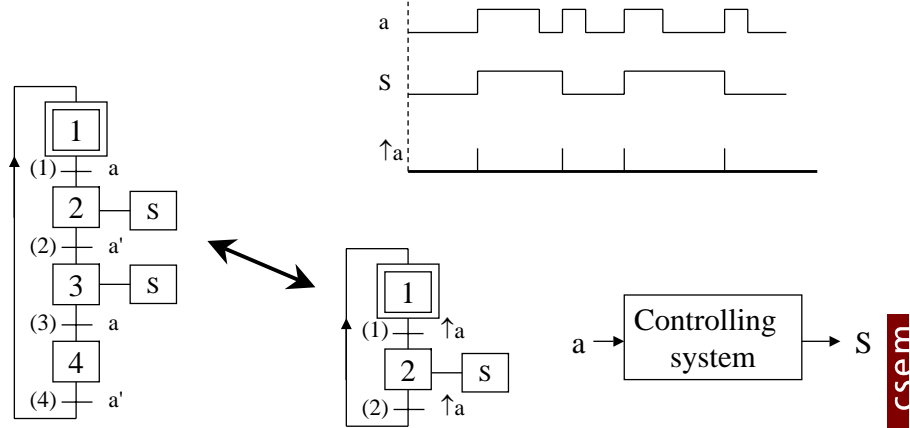 a
S
↑a
1
(1) a
2 S
(2) a'
3 S
(3) a
4
(4) a'
1
(1) ↑a
2 S
(2) ↑a
a
Controlling
system
S
csem